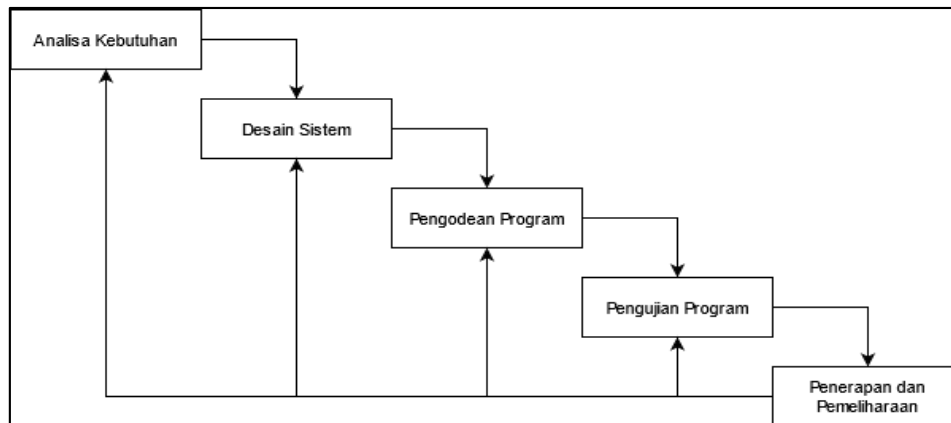 Analisa Kebutuhan
Desain Sistem
Pengodean Program
Pengujian Program
Penerapan dan
Pemeliharaan